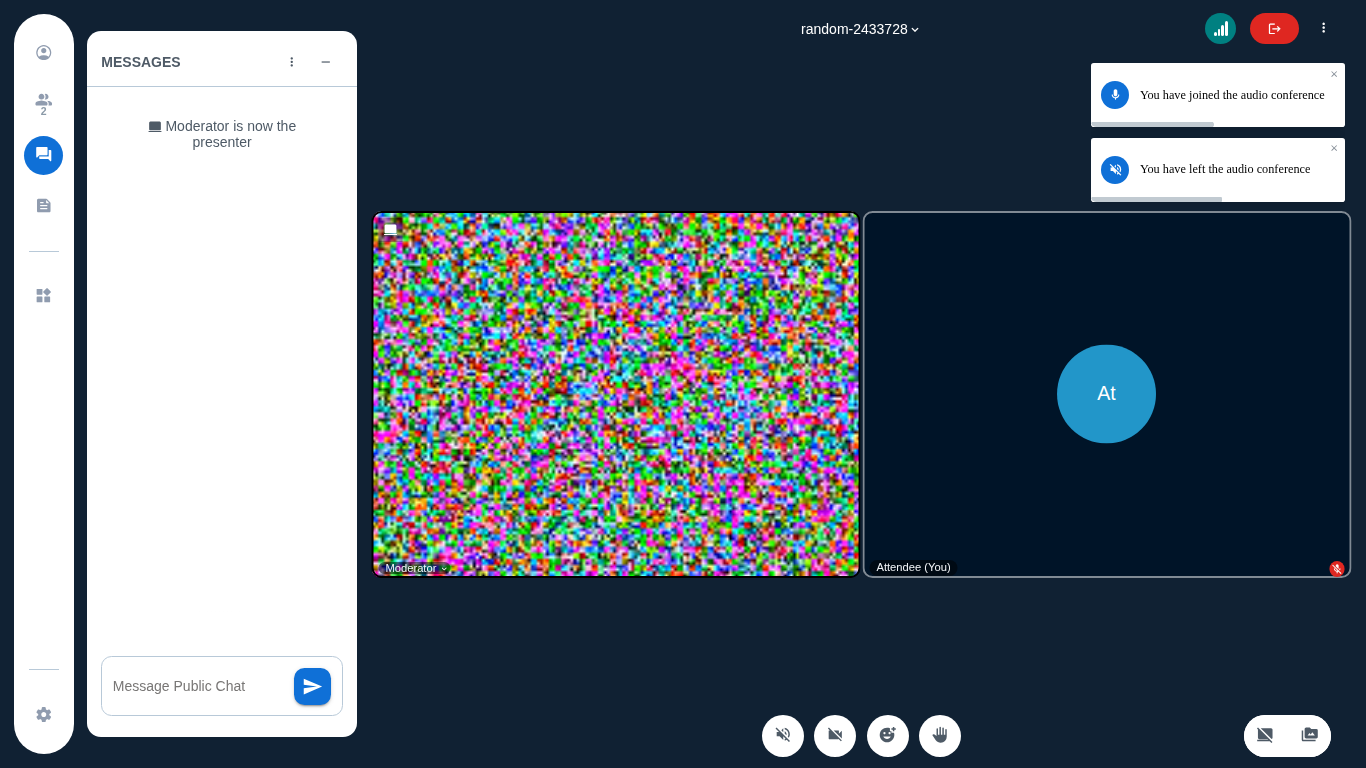 random-2433728
2
MESSAGES
Moderator is now the
presenter
You have joined the audio conference
You have left the audio conference
At
Moderator
Attendee (You)
Message Public Chat